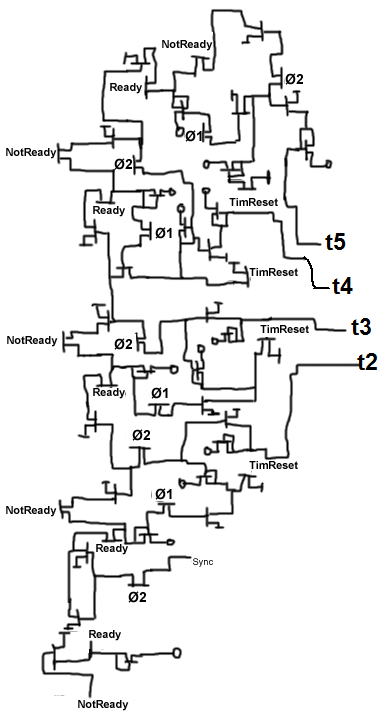 NotReady
Ready
Ø2
Ø1
NotReady
Ø2
Ready
TimReset
Ø1
t5
TimReset
t4
t3
TimReset
NotReady
Ø2
t2
Ready
Ø1
Ø2
TimReset
Ø1
NotReady
Ready
Sync
Ø2
Ready
NotReady